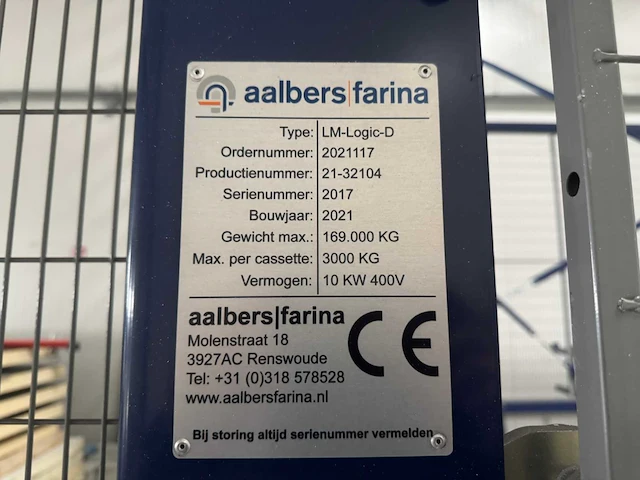 aalbers|farina
Type: LM-Logic-D
Ordernummer: 2021117
Productienummer: 21-32104
Serienummer: 2017
Bouwjaar: 2021
Gewicht max.: 169.000 KG
Max. per cassette: 3000 KG
Vermogen: 10 KW 400V
aalbers|farina
Molenstraat 18
3927AC Renswoude
Tel: +31 (0)318 578528
www.aalbersfarina.nl
CE
Bij storing altijd serienummer vermelden